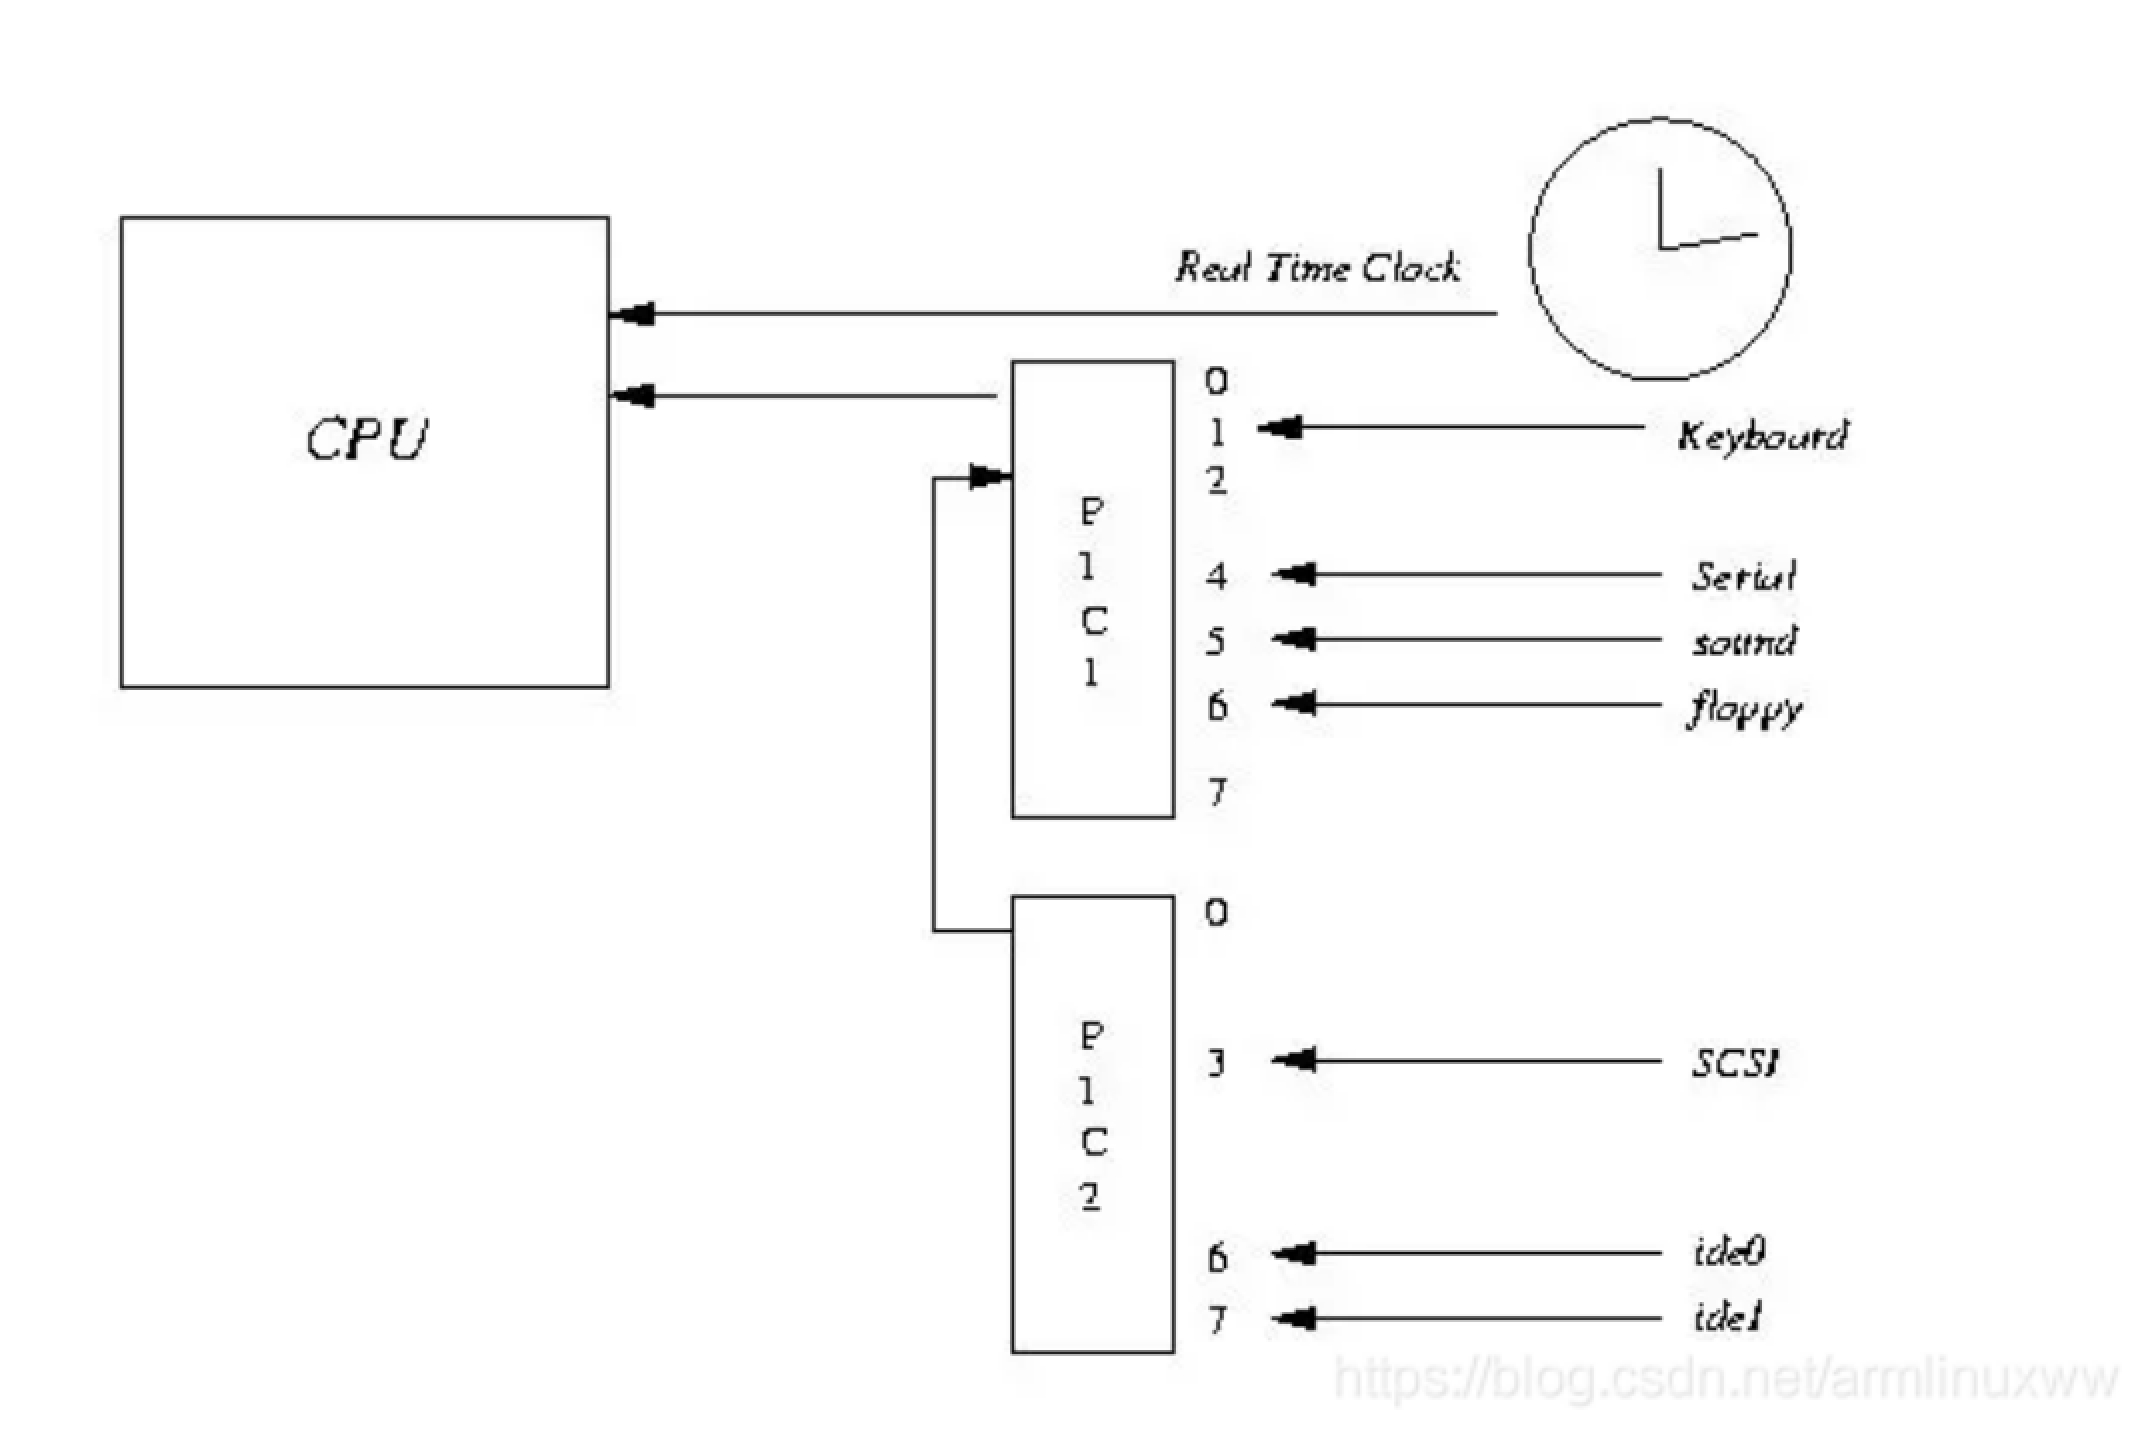 Real Time Clock
CPU
0
1
Keyboard
2
P
I
C
1
4
Serial
5
sound
6
floppy
7
0
P
I
C
2
3
SCSI
6
ide0
7
ide1
https://blog.csdn.net/armlinuxww